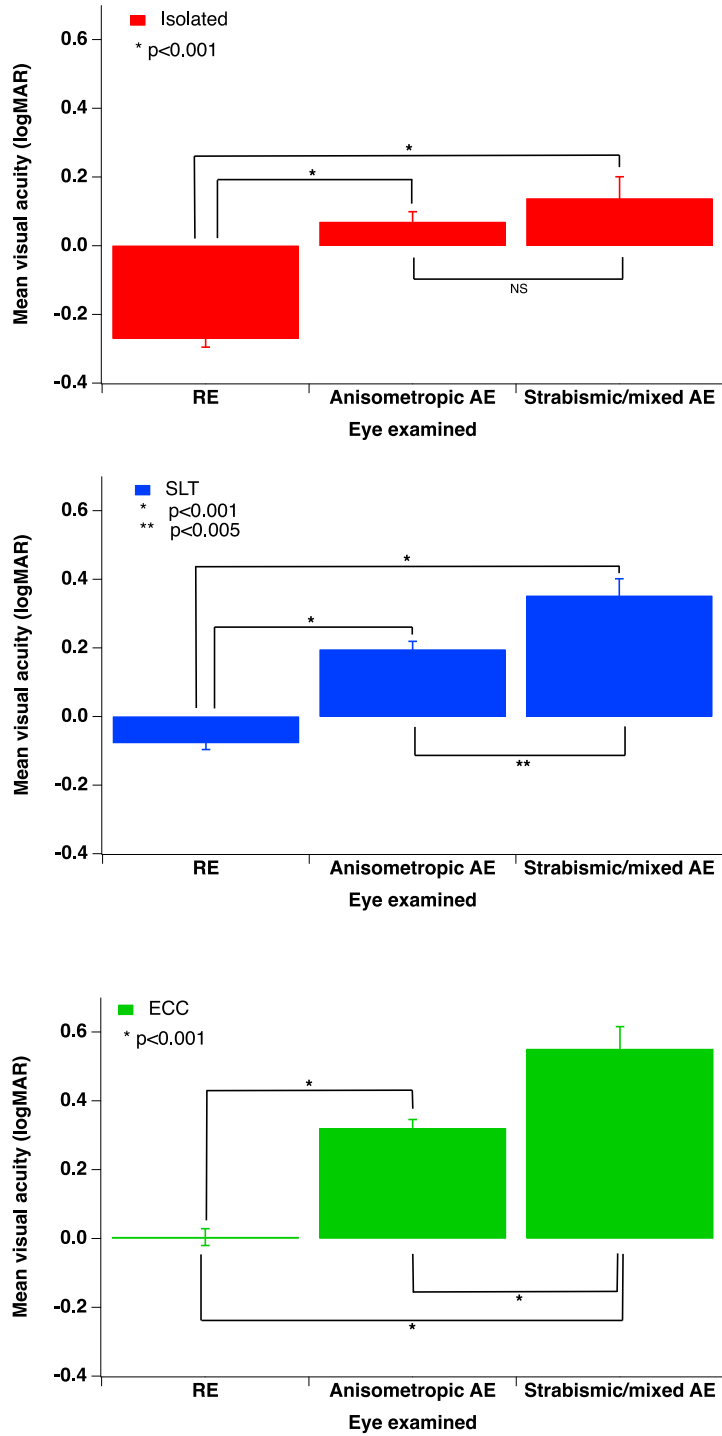 Isolated
* p<0.001
Mean visual acuity (logMAR)
0.6
0.4
0.2
0.0
-0.2
-0.4
*
*
NS
RE Anisometropic AE Strabismic/mixed AE
Eye examined
SLT
* p<0.001
** p<0.005
Mean visual acuity (logMAR)
0.6
0.4
0.2
0.0
-0.2
-0.4
*
*
**
RE Anisometropic AE Strabismic/mixed AE
Eye examined
ECC
* p<0.001
Mean visual acuity (logMAR)
0.6
0.4
0.2
0.0
-0.2
-0.4
*
*
*
RE Anisometropic AE Strabismic/mixed AE
Eye examined